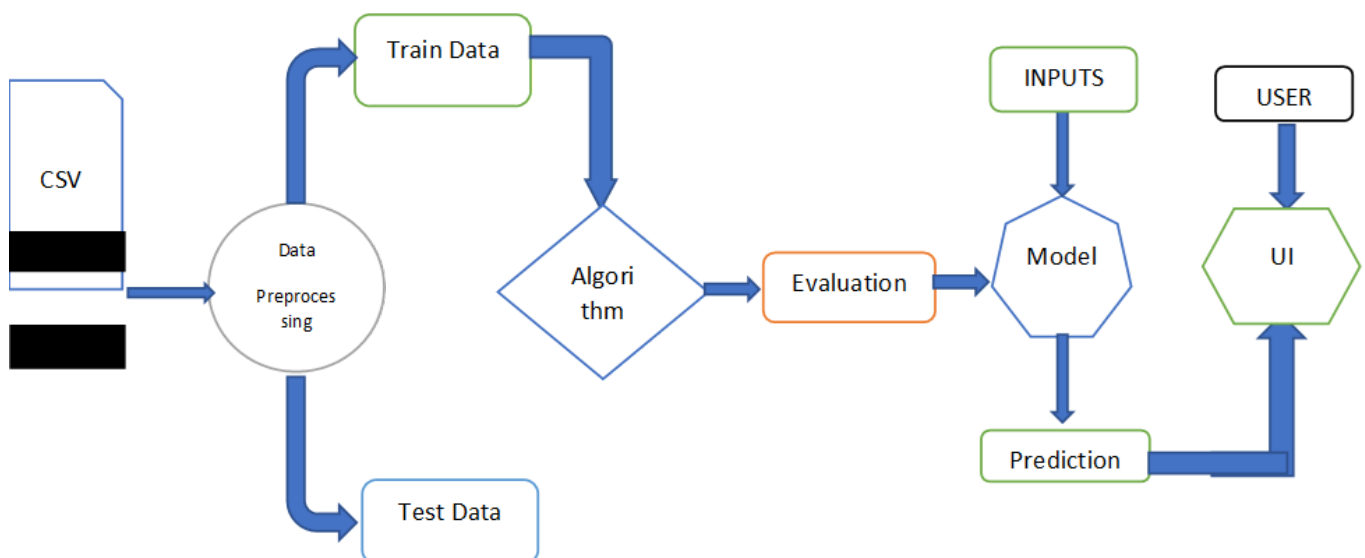 Train Data
INPUTS
USER
CSV
Data
Preproces
sing
Algori
thm
Evaluation
Model
UI
Prediction
Test Data